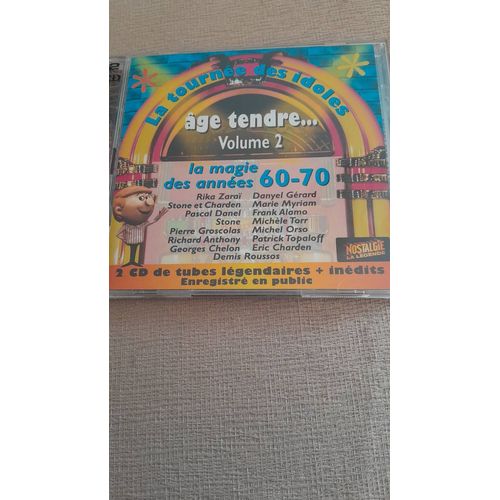 2
CD
La tournée des idoles
âge tendre...
Volume 2
la magie
des années 60-70
Rika Zaraï Danyel Gérard
Stone et Charden Marie Myriam
Pascal Danel Frank Alamo
Stone Michèle Torr
Pierre Groscolas Michel Orso
Richard Anthony Patrick Topaloff
Georges Chelon Eric Charden
Demis Roussos
NOSTALGIE
LA LÉGENDE
2 CD de tubes légendaires + inédits
Enregistré en public